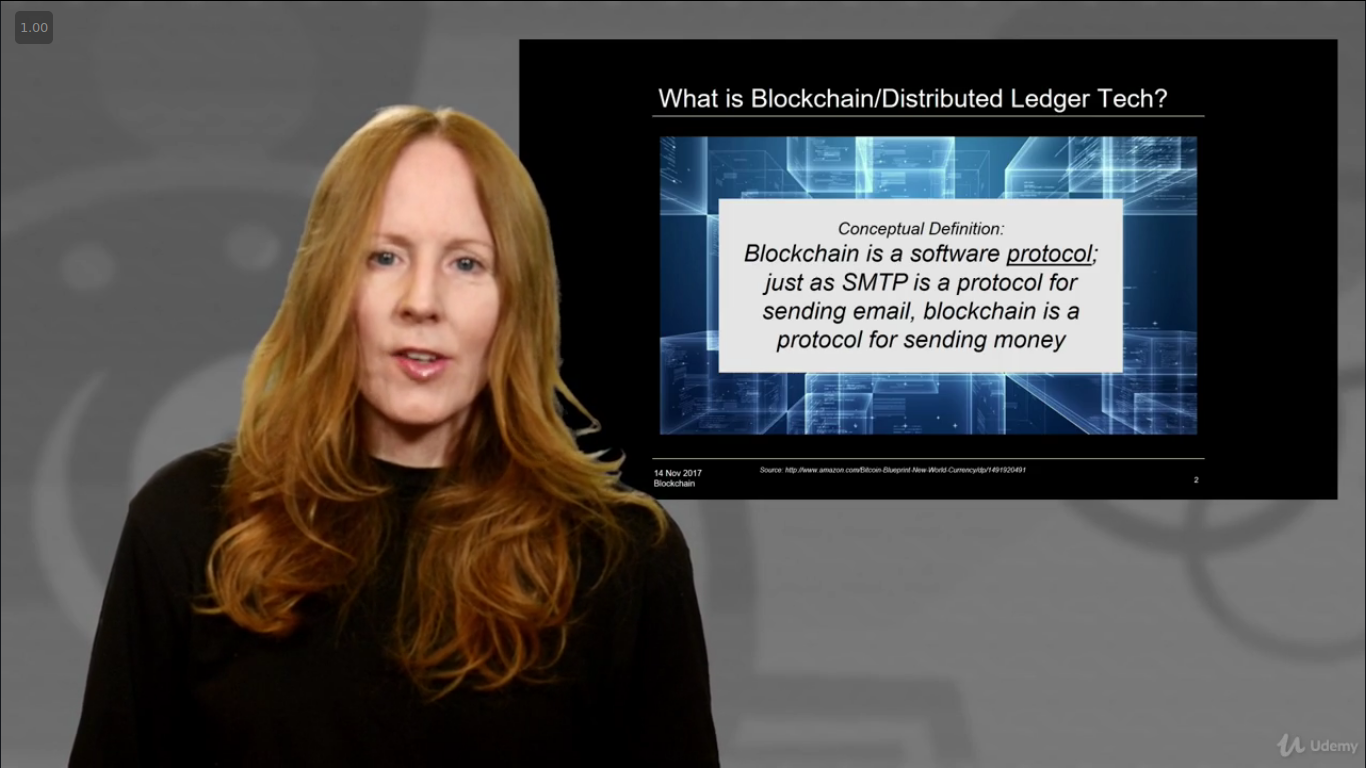 1.00
What is Blockchain/Distributed Ledger Tech?
Conceptual Definition:
Blockchain is a software protocol;
just as SMTP is a protocol for
sending email, blockchain is a
protocol for sending money
14 Nov 2017
Blockchain
Source: http://www.amazon.com/Bitcoin-Blueprint-New-World-Currency/dp/1491920491
2
Udemy